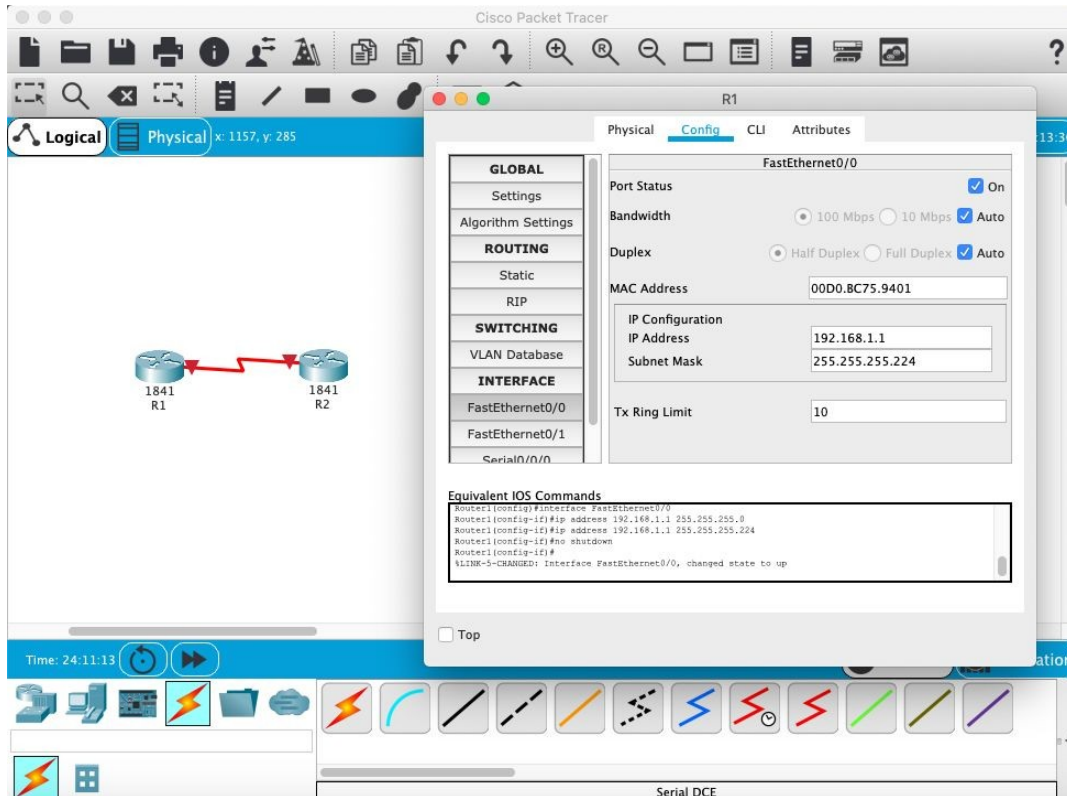 Cisco Packet Tracer
Logical
Physical
x: 1157, y: 285
R1
Physical Config CLI Attributes
GLOBAL
Settings
Algorithm Settings
ROUTING
Static
RIP
SWITCHING
VLAN Database
INTERFACE
FastEthernet0/0
FastEthernet0/1
Serial0/0/0
FastEthernet0/0
Port Status On
Bandwidth 100 Mbps 10 Mbps Auto
Duplex Half Duplex Full Duplex Auto
MAC Address 00D0.BC75.9401
IP Configuration
IP Address 192.168.1.1
Subnet Mask 255.255.255.224
Tx Ring Limit 10
1841
R1
1841
R2
Equivalent IOS Commands
Router1(config)#interface FastEthernet0/0
Router1(config-if)#ip address 192.168.1.1 255.255.255.0
Router1(config-if)#ip address 192.168.1.1 255.255.255.224
Router1(config-if)#no shutdown
Router1(config-if)#
%LINK-5-CHANGED: Interface FastEthernet0/0, changed state to up
Top
Time: 24:11:13
Serial DCE